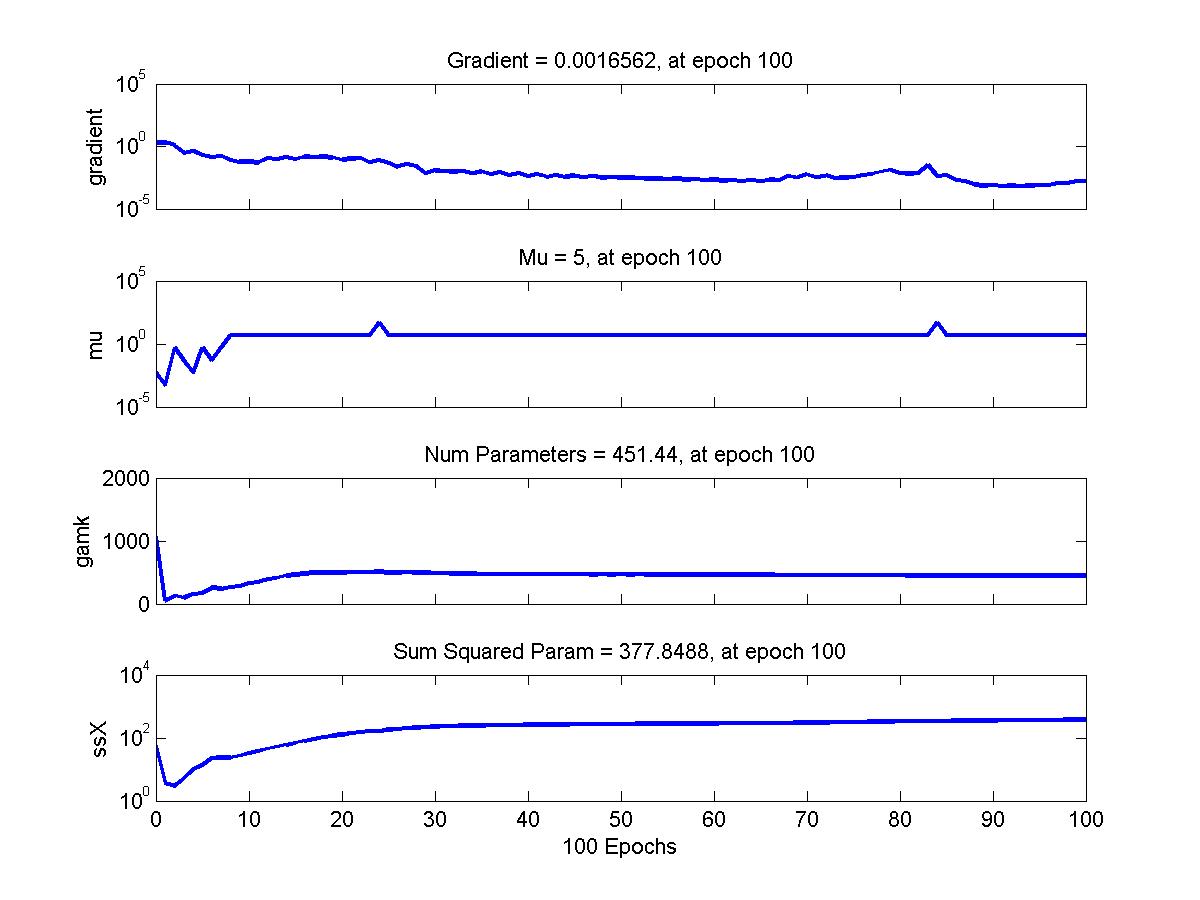 Gradient = 0.0016562, at epoch 100
10^5
10^0
10^-5
gradient
Mu = 5, at epoch 100
10^5
10^0
10^-5
mu
Num Parameters = 451.44, at epoch 100
2000
1000
0
gamk
Sum Squared Param = 377.8488, at epoch 100
10^4
10^2
10^0
ssX
0 10 20 30 40 50 60 70 80 90 100
100 Epochs